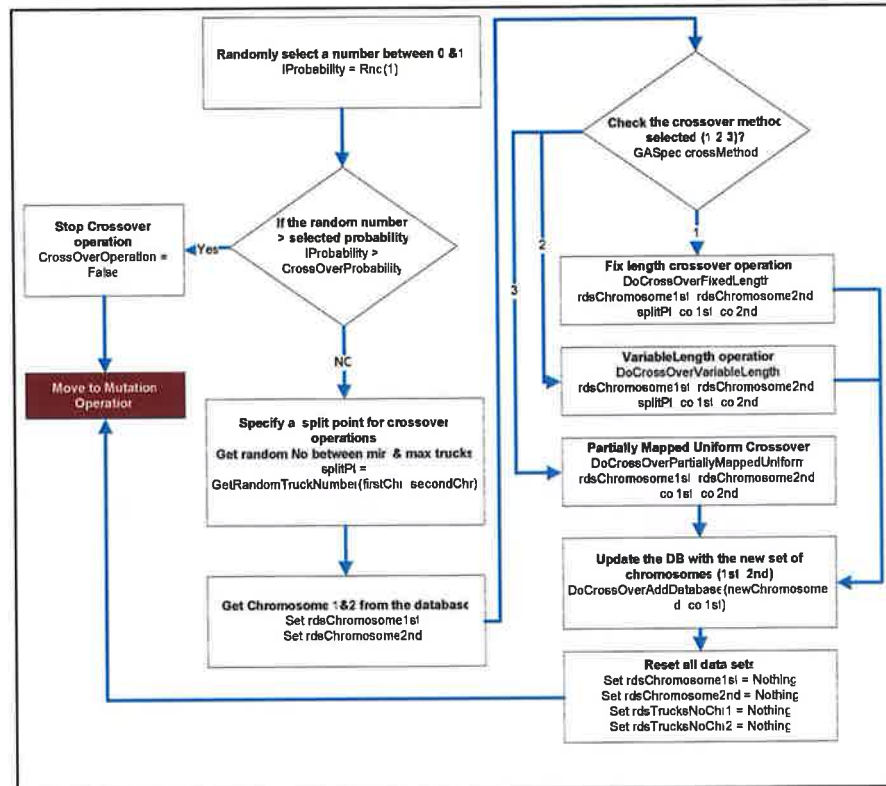 Randomly select a number between 0 &1
lProbability = Rnd(1)
If the random number
> selected probability
lProbability >
CrossOverProbability
Yes
Stop Crossover
operation
CrossOverOperation =
False
Move to Mutation
Operation
NO
Specify a split point for crossover
operations
Get random No between min & max trucks
splitPt =
GetRandomTruckNumber(firstChr secondChr)
Get Chromosome 1&2 from the database
Set rdsChromosome1st
Set rdsChromosome2nd
Check the crossover method
selected (1 2 3)?
GASpec crossMethod
1
2
3
Fix length crossover operation
DoCrossOverFixedLength
rdsChromosome1st rdsChromosome2nd
splitPt co 1st co 2nd
VariableLength operation
DoCrossOverVariableLength
rdsChromosome1st rdsChromosome2nd
splitPt co 1st co 2nd
Partially Mapped Uniform Crossover
DoCrossOverPartiallyMappedUniform
rdsChromosome1st rdsChromosome2nd
co 1st co 2nd
Update the DB with the new set of
chromosomes (1st 2nd)
DoCrossOverAddDatabase(newChromosome
d co 1st)
Reset all data sets
Set rdsChromosome1st = Nothing
Set rdsChromosome2nd = Nothing
Set rdsTrucksNoChr1 = Nothing
Set rdsTrucksNoChr2 = Nothing